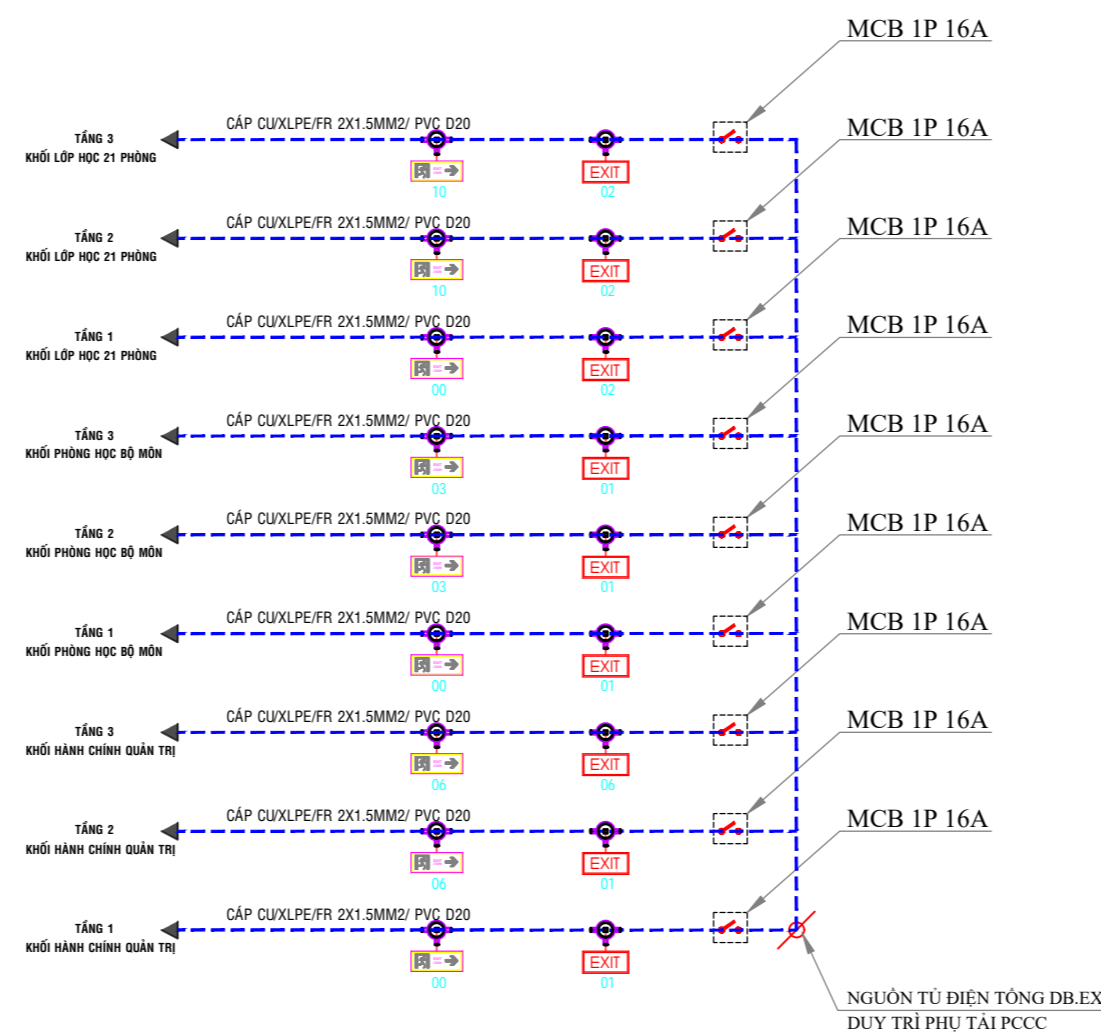 MCB 1P 16A
CÁP CU/XLPE/FR 2X1.5MM2/ PVC D20
MCB 1P 16A
TẦNG 3
KHỐI LỚP HỌC 21 PHÒNG
EXIT
10
02
CÁP CU/XLPE/FR 2X1.5MM2/ PVC D20
MCB 1P 16A
TẦNG 2
KHỐI LỚP HỌC 21 PHÒNG
EXIT
10
02
CÁP CU/XLPE/FR 2X1.5MM2/ PVC D20
MCB 1P 16A
TẦNG 1
KHỐI LỚP HỌC 21 PHÒNG
EXIT
00
02
CÁP CU/XLPE/FR 2X1.5MM2/ PVC D20
MCB 1P 16A
TẦNG 3
KHỐI PHÒNG HỌC BỘ MÔN
EXIT
03
01
CÁP CU/XLPE/FR 2X1.5MM2/ PVC D20
MCB 1P 16A
TẦNG 2
KHỐI PHÒNG HỌC BỘ MÔN
EXIT
03
01
CÁP CU/XLPE/FR 2X1.5MM2/ PVC D20
MCB 1P 16A
TẦNG 1
KHỐI PHÒNG HỌC BỘ MÔN
EXIT
00
01
CÁP CU/XLPE/FR 2X1.5MM2/ PVC D20
MCB 1P 16A
TẦNG 3
KHỐI HÀNH CHÍNH QUẢN TRỊ
EXIT
06
06
CÁP CU/XLPE/FR 2X1.5MM2/ PVC D20
MCB 1P 16A
TẦNG 2
KHỐI HÀNH CHÍNH QUẢN TRỊ
EXIT
06
01
CÁP CU/XLPE/FR 2X1.5MM2/ PVC D20
TẦNG 1
KHỐI HÀNH CHÍNH QUẢN TRỊ
EXIT
00
01
NGUỒN TỦ ĐIỆN TỔNG DB.EX
DUY TRÌ PHỤ TẢI PCCC